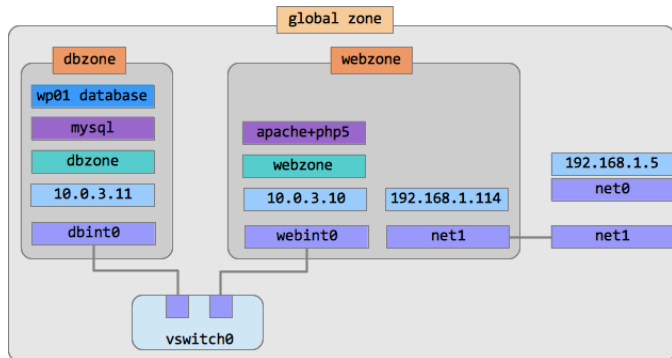 global zone
dbzone
wp01 database
mysql
dbzone
10.0.3.11
dbint0
webzone
apache+php5
webzone
10.0.3.10
webint0
192.168.1.114
net1
192.168.1.5
net0
net1
vswitch0